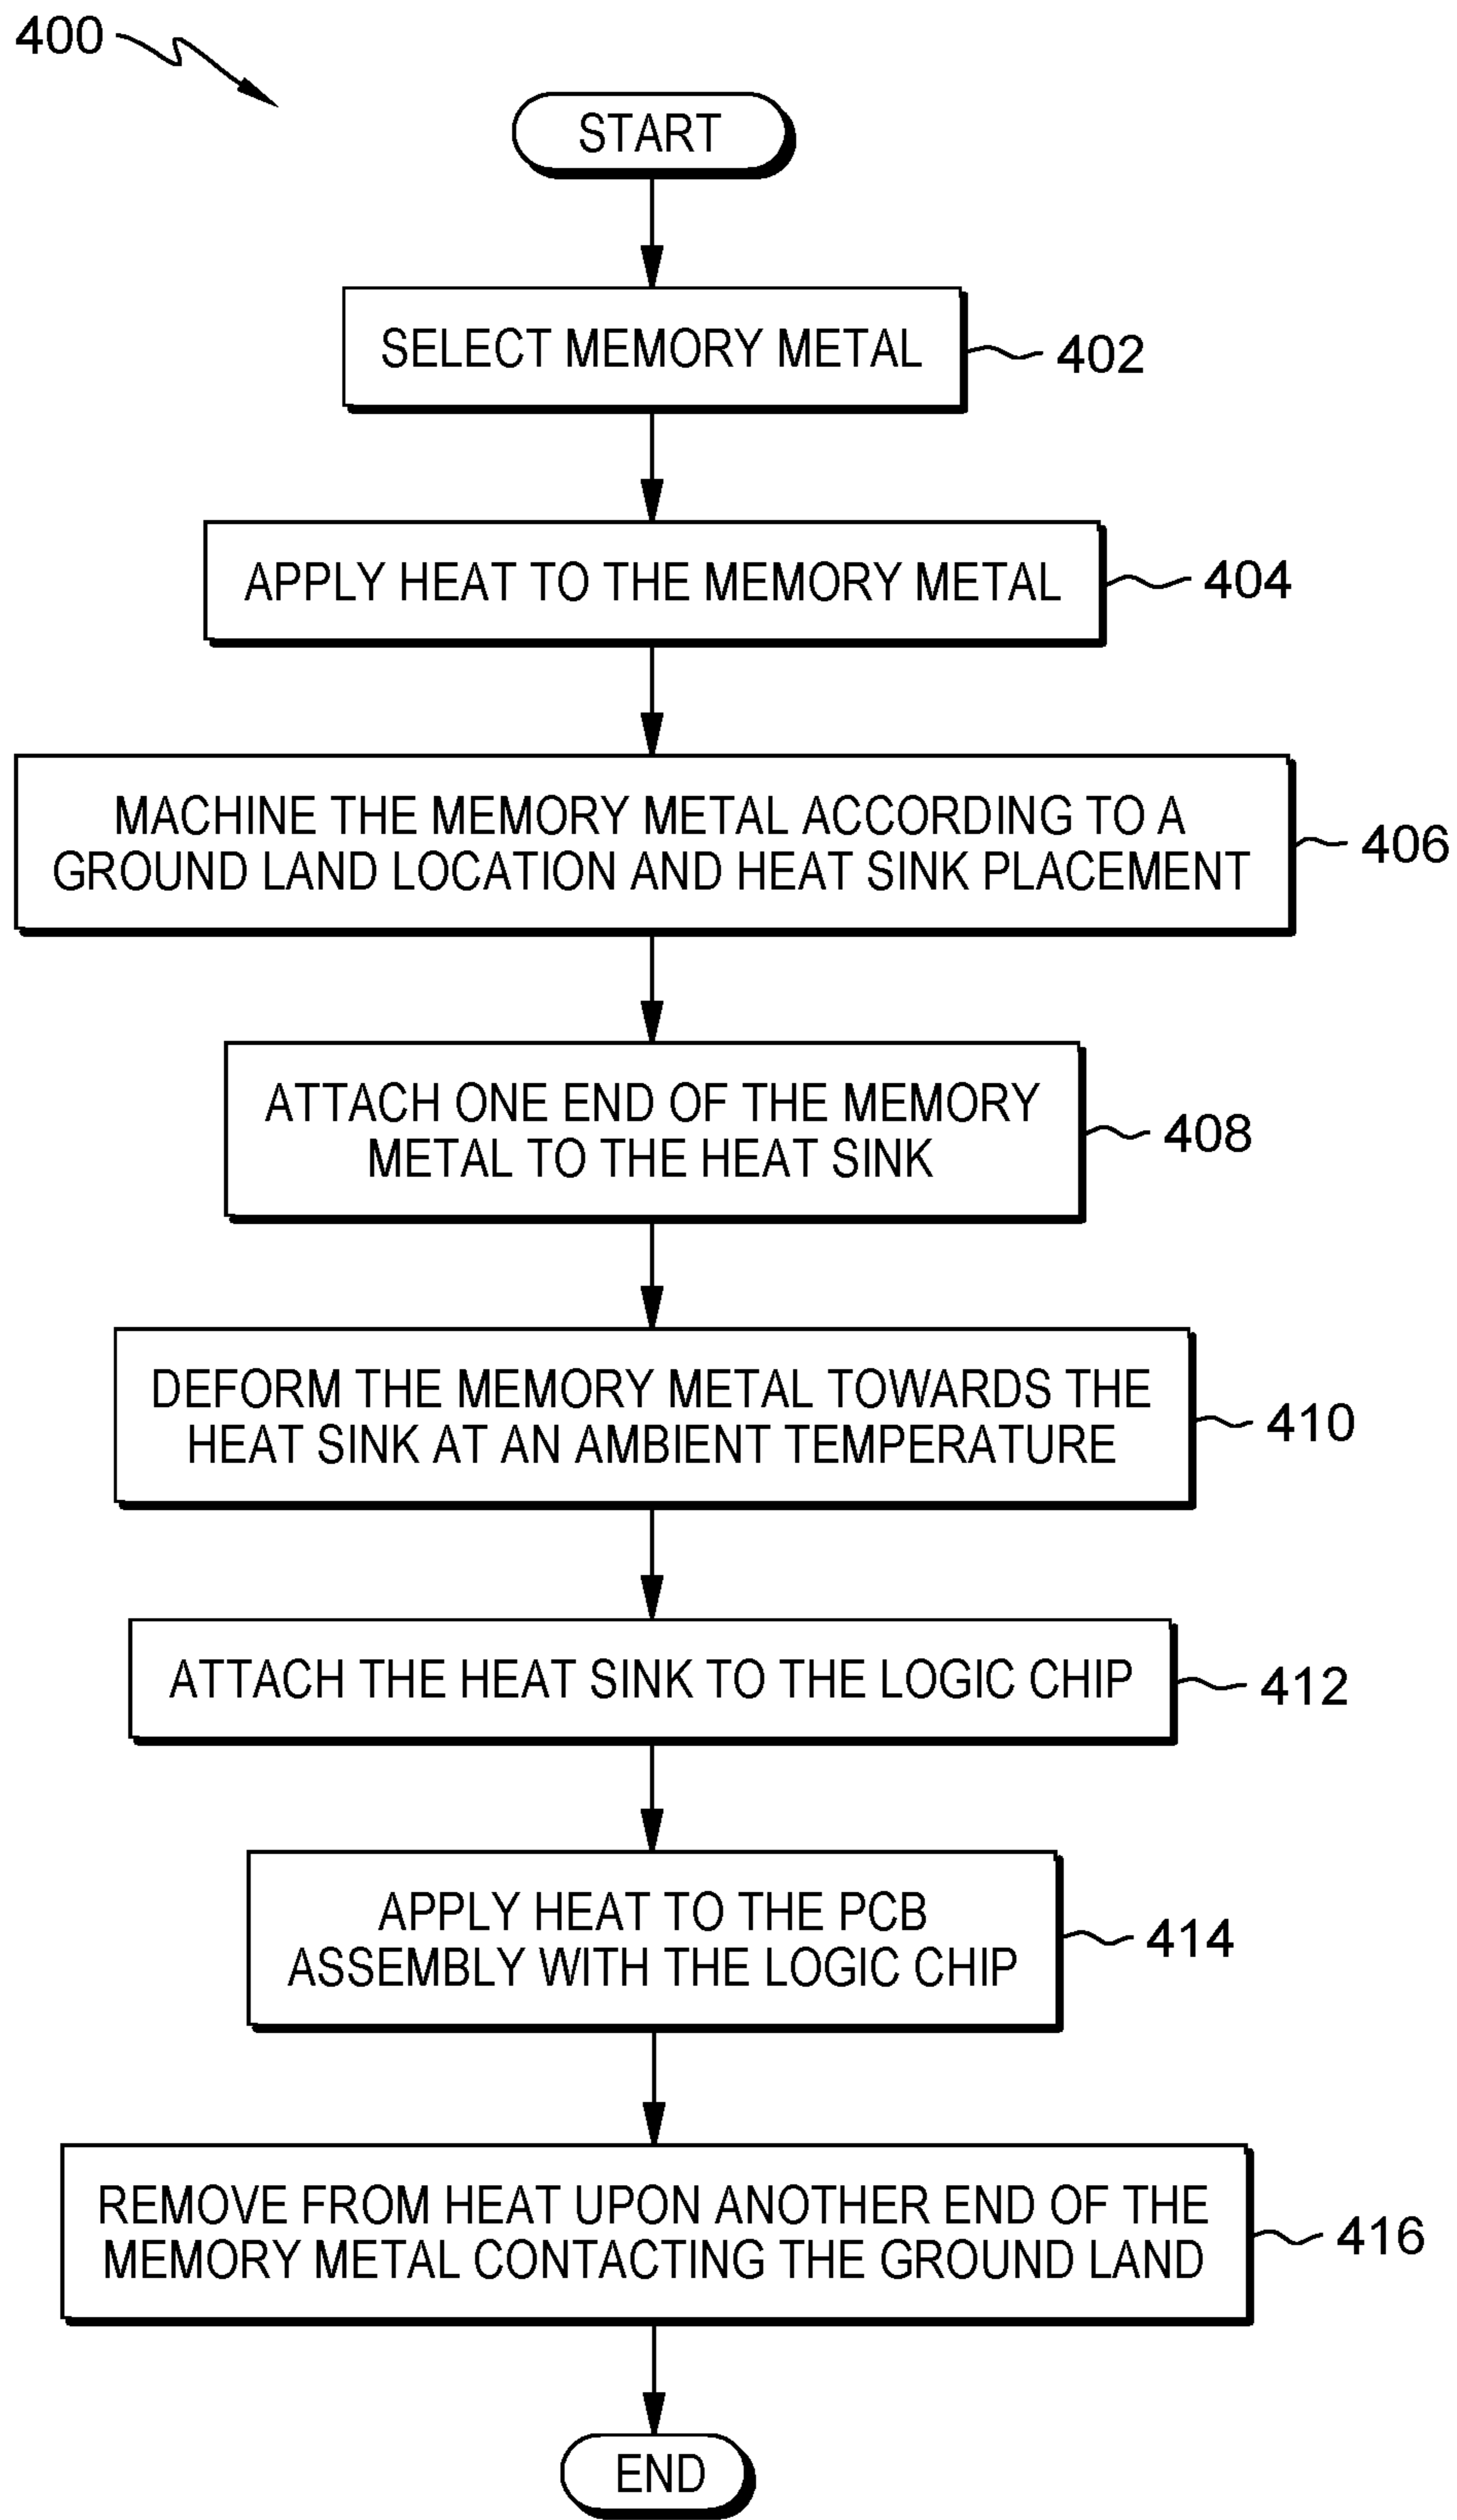 400
START
SELECT MEMORY METAL
402
APPLY HEAT TO THE MEMORY METAL
404
MACHINE THE MEMORY METAL ACCORDING TO A
GROUND LAND LOCATION AND HEAT SINK PLACEMENT
406
ATTACH ONE END OF THE MEMORY
METAL TO THE HEAT SINK
408
DEFORM THE MEMORY METAL TOWARDS THE
HEAT SINK AT AN AMBIENT TEMPERATURE
410
ATTACH THE HEAT SINK TO THE LOGIC CHIP
412
APPLY HEAT TO THE PCB
ASSEMBLY WITH THE LOGIC CHIP
414
REMOVE FROM HEAT UPON ANOTHER END OF THE
MEMORY METAL CONTACTING THE GROUND LAND
416
END